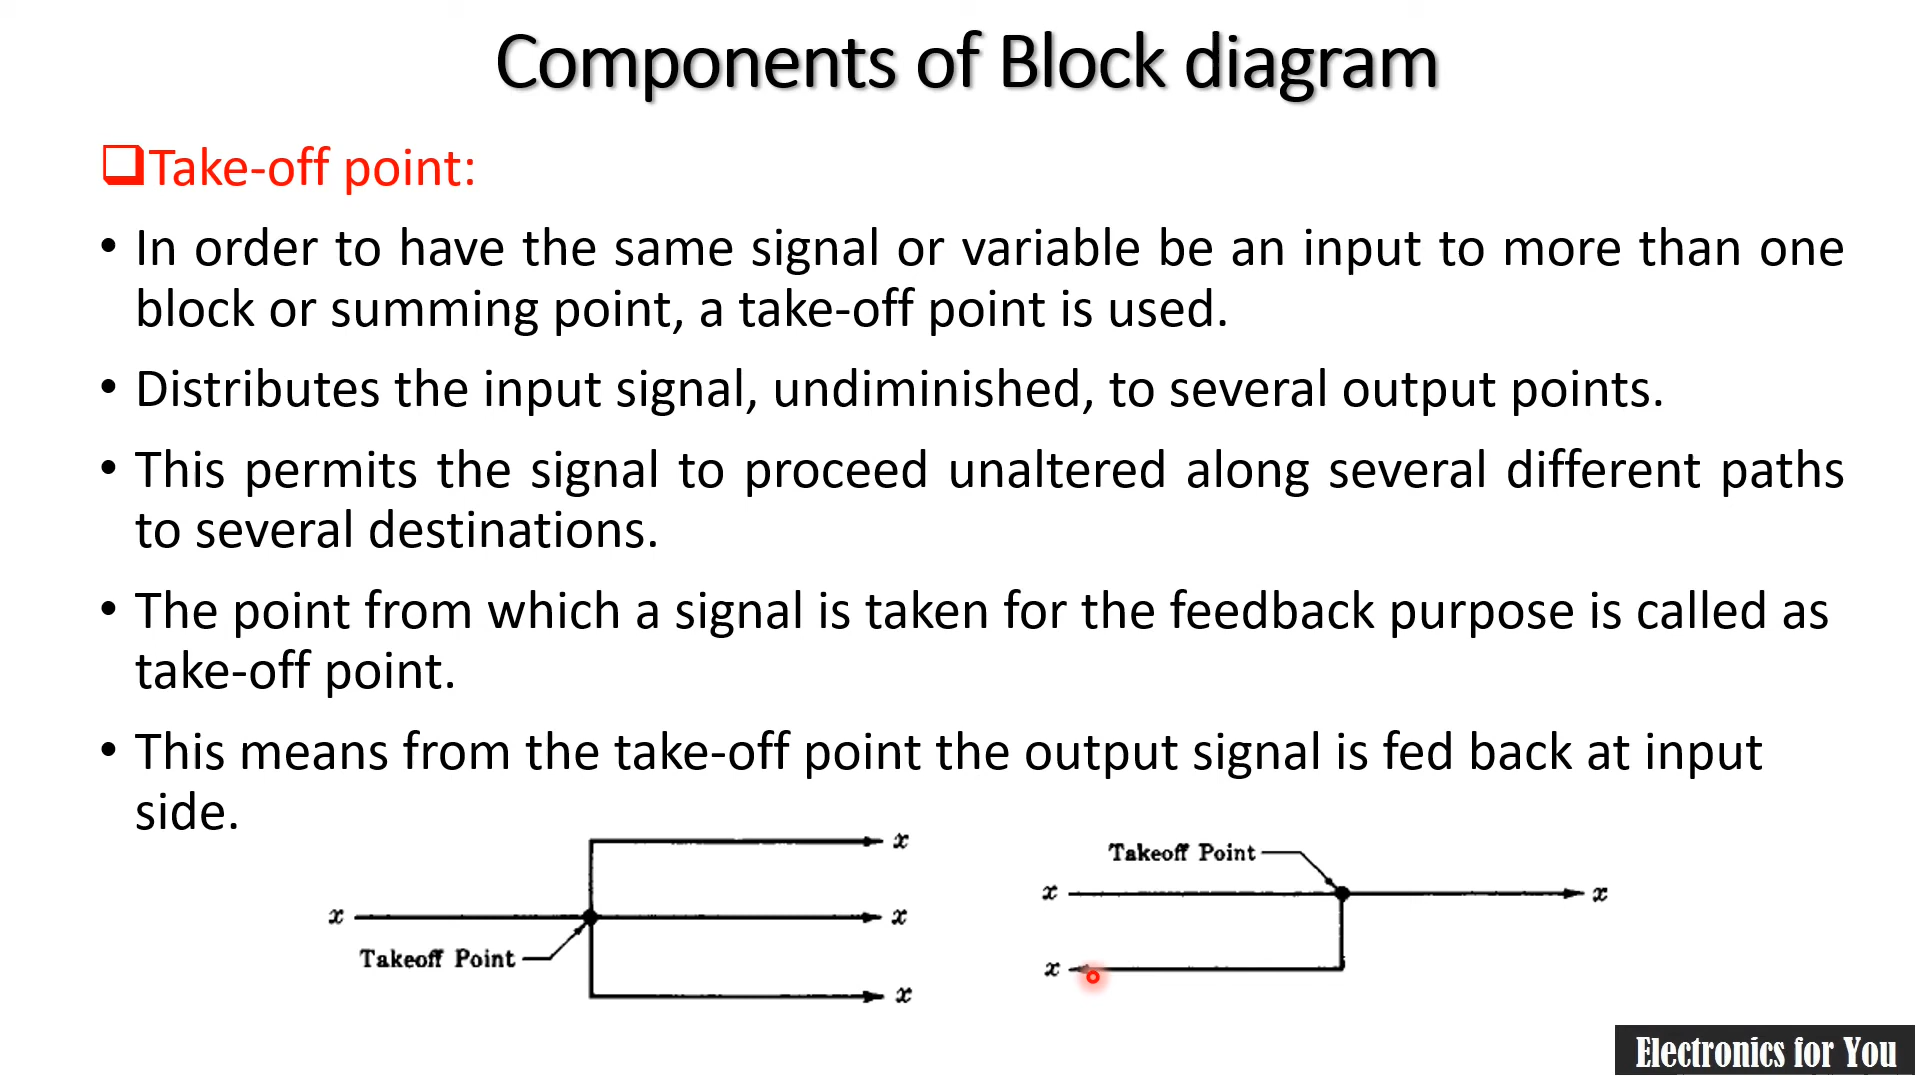 Components of Block diagram
Take-off point:
• In order to have the same signal or variable be an input to more than one
block or summing point, a take-off point is used.
• Distributes the input signal, undiminished, to several output points.
• This permits the signal to proceed unaltered along several different paths
to several destinations.
• The point from which a signal is taken for the feedback purpose is called as
take-off point.
• This means from the take-off point the output signal is fed back at input
side.
x
x
x
Takeoff Point
x
Takeoff Point
x
x
x
Electronics for You